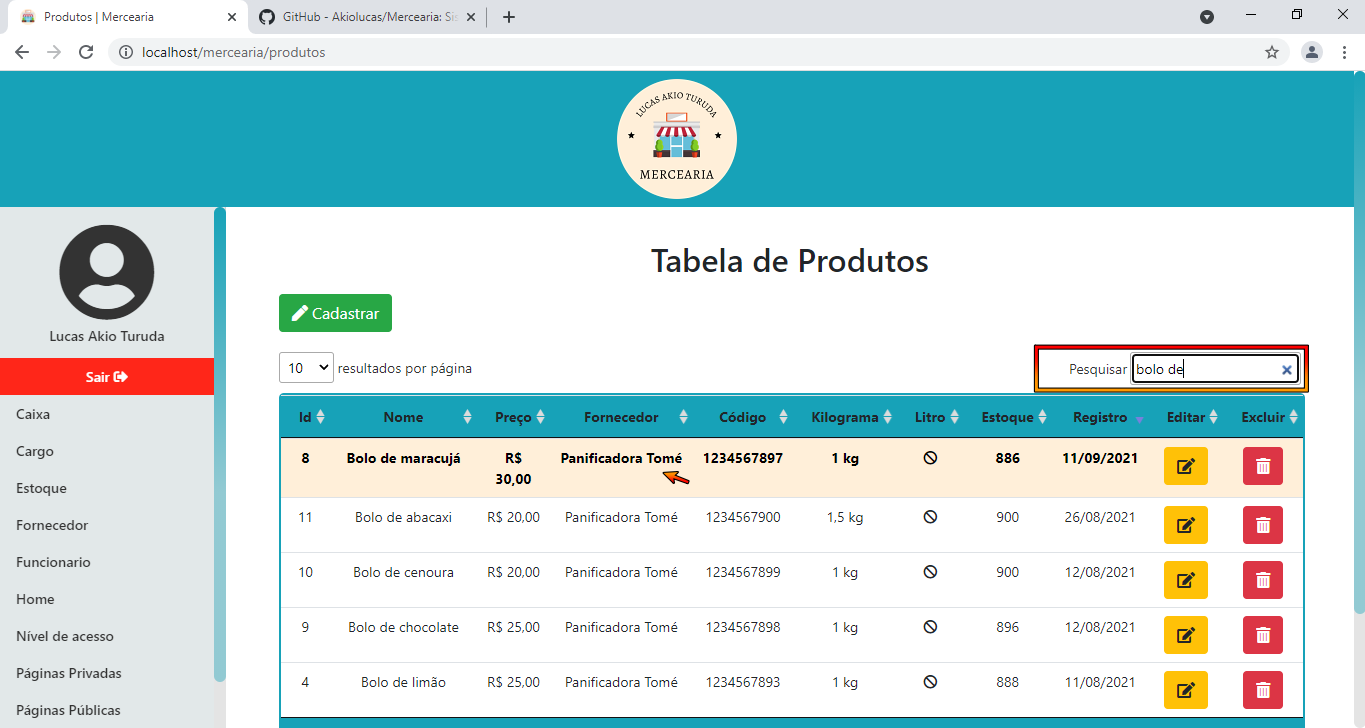 Produtos | Mercearia
GitHub - Akiolucas/Mercearia: Sis
localhost/mercearia/produtos
LUCAS AKIO TURUDA
MERCEARIA
Lucas Akio Turuda
Sair
Caixa
Cargo
Estoque
Fornecedor
Funcionario
Home
Nível de acesso
Páginas Privadas
Páginas Públicas
Tabela de Produtos
Cadastrar
10 resultados por página
Pesquisar bolo de
Id Nome Preço Fornecedor Código Kilograma Litro Estoque Registro Editar Excluir
8 Bolo de maracujá R$ 30,00 Panificadora Tomé 1234567897 1 kg 886 11/09/2021
11 Bolo de abacaxi R$ 20,00 Panificadora Tomé 1234567900 1,5 kg 900 26/08/2021
10 Bolo de cenoura R$ 20,00 Panificadora Tomé 1234567899 1 kg 900 12/08/2021
9 Bolo de chocolate R$ 25,00 Panificadora Tomé 1234567898 1 kg 896 12/08/2021
4 Bolo de limão R$ 25,00 Panificadora Tomé 1234567893 1 kg 888 11/08/2021